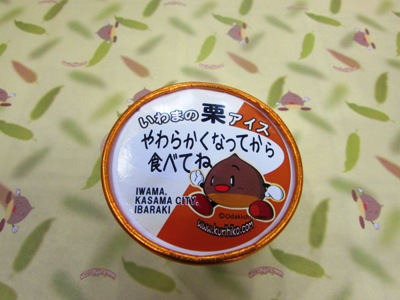 いわまの栗アイス
やわらかくなってから
食べてね
IWAMA,
KASAMA CITY,
IBARAKI
www.kurihiko.com